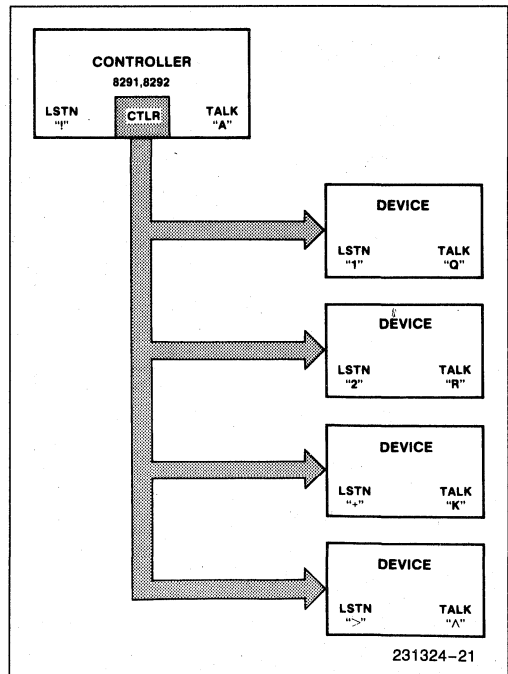 CONTROLLER
8291,8292
LSTN CTLR TALK
"!" "A"
DEVICE
LSTN TALK
"1" "Q"
DEVICE
LSTN TALK
"2" "R"
DEVICE
LSTN TALK
"+" "K"
DEVICE
LSTN TALK
">" "^"
231324-21